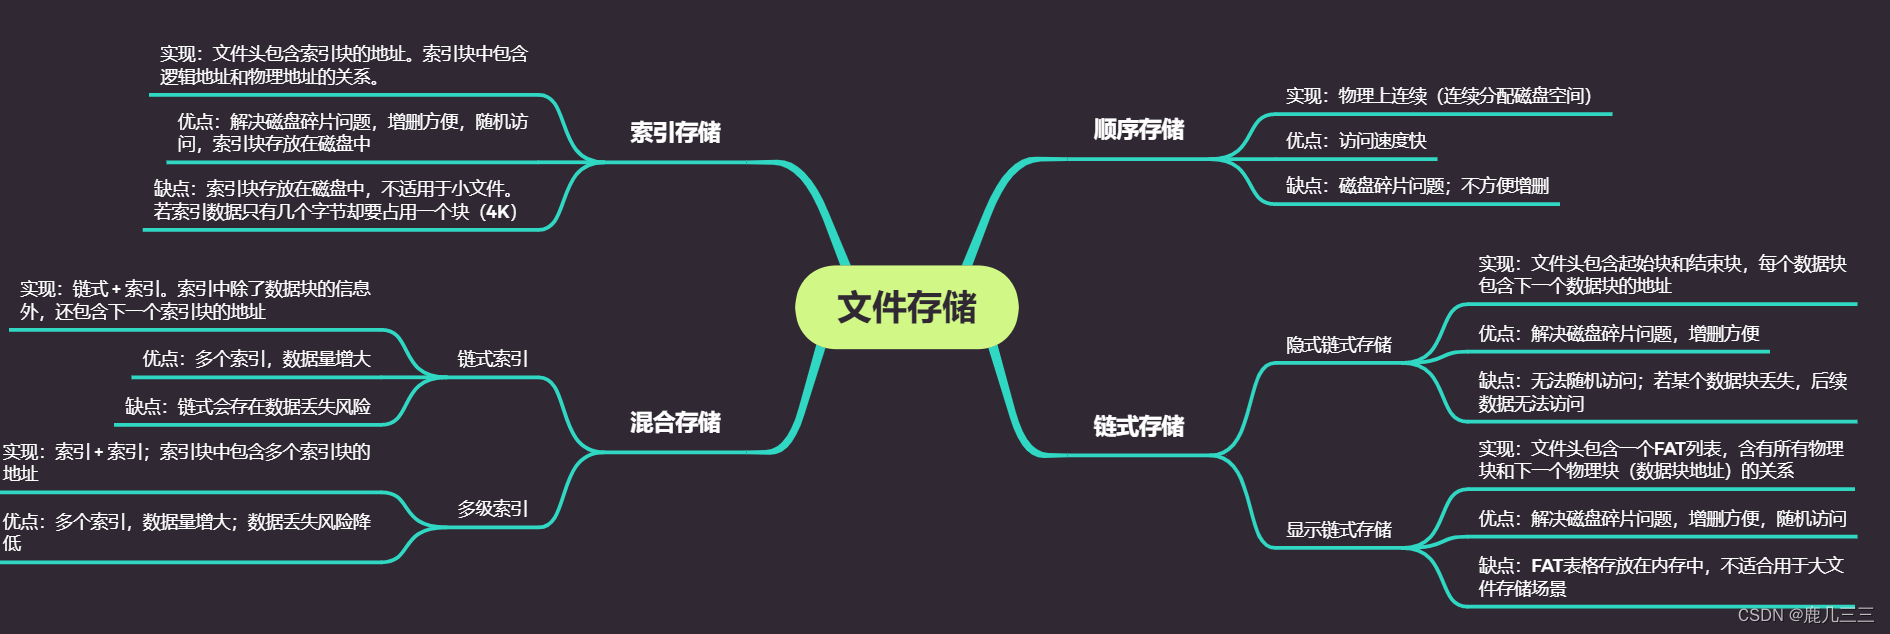 文件存储
顺序存储
实现：物理上连续（连续分配磁盘空间）
优点：访问速度快
缺点：磁盘碎片问题；不方便增删
链式存储
隐式链式存储
实现：文件头包含起始块和结束块，每个数据块
包含下一个数据块的地址
优点：解决磁盘碎片问题，增删方便
缺点：无法随机访问；若某个数据块丢失，后续
数据无法访问
显示链式存储
实现：文件头包含一个FAT列表，含有所有物理
块和下一个物理块（数据块地址）的关系
优点：解决磁盘碎片问题，增删方便，随机访问
缺点：FAT表格存放在内存中，不适合用于大文
件存储场景
索引存储
实现：文件头包含索引块的地址。索引块中包含
逻辑地址和物理地址的关系。
优点：解决磁盘碎片问题，增删方便，随机访
问，索引块存放在磁盘中
缺点：索引块存放在磁盘中，不适用于小文件。
若索引数据只有几个字节却要占用一个块（4K）
混合存储
链式索引
实现：链式 + 索引。索引中除了数据块的信息
外，还包含下一个索引块的地址
优点：多个索引，数据量增大
缺点：链式会存在数据丢失风险
多级索引
实现：索引 + 索引；索引块中包含多个索引块的
地址
优点：多个索引，数据量增大；数据丢失风险降
低
CSDN @鹿几三三